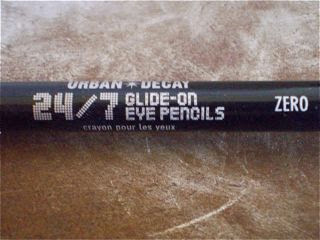 URBAN * DECAY
24/7 GLIDE-ON
EYE PENCILS
ZERO
crayon pour les yeux